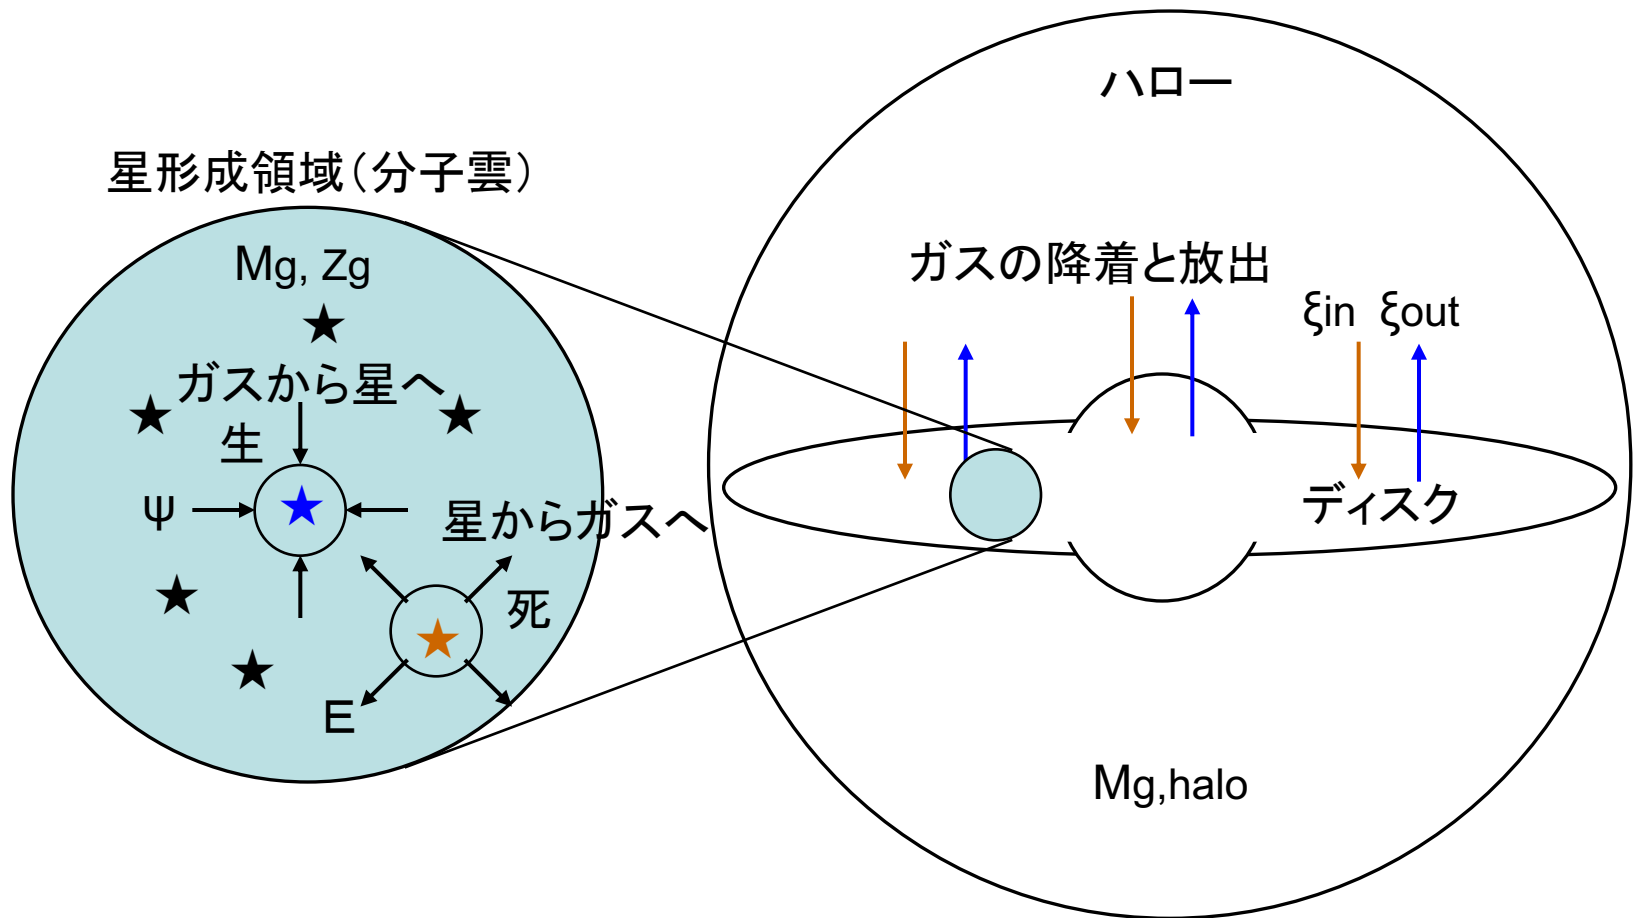 ハロー
星形成領域(分子雲)
Mg, Zg
ガスの降着と放出
ξin ξout
ガスから星へ
生
ψ
星からガスへ
ディスク
死
E
Mg,halo